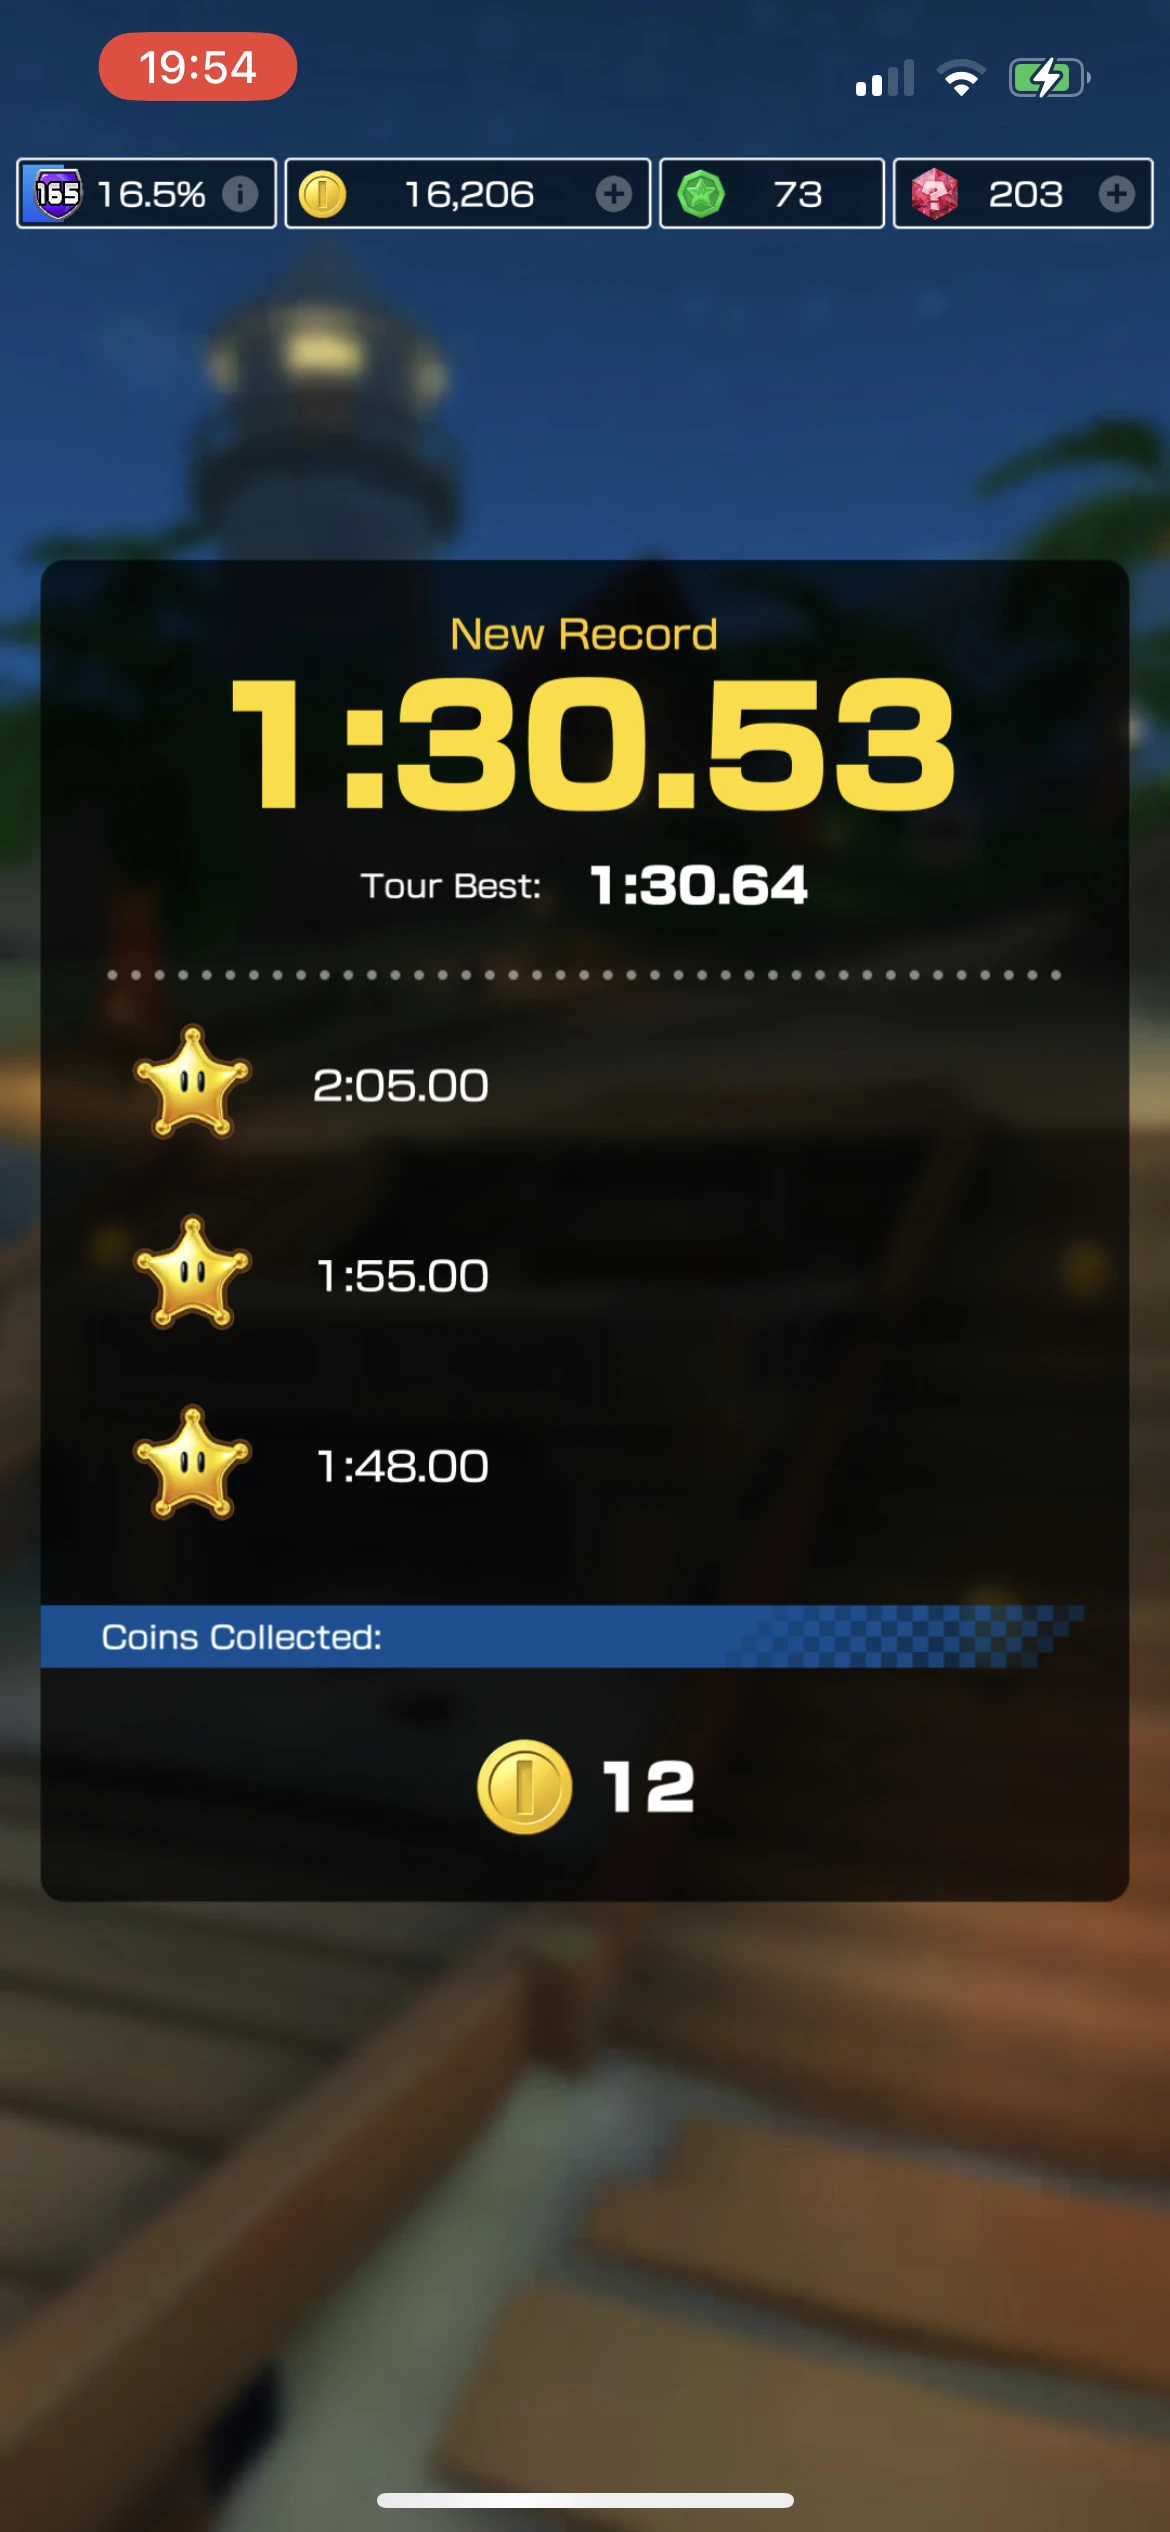 19:54
165 16.5% i 16,206 + 73 ? 203 +
New Record
1:30.53
Tour Best: 1:30.64
2:05.00
1:55.00
1:48.00
Coins Collected:
12